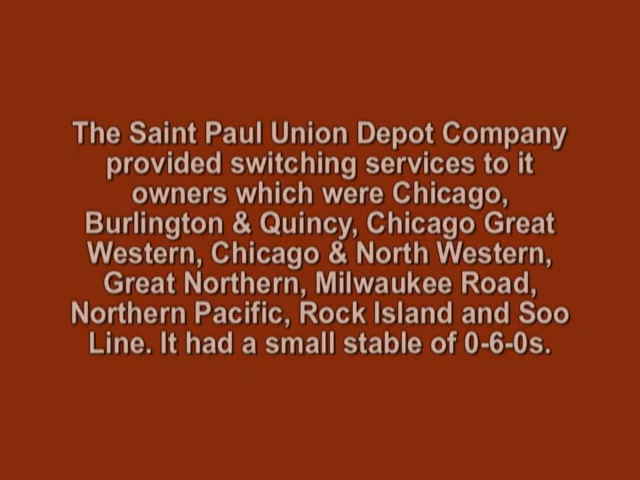 The Saint Paul Union Depot Company
provided switching services to it
owners which were Chicago,
Burlington & Quincy, Chicago Great
Western, Chicago & North Western,
Great Northern, Milwaukee Road,
Northern Pacific, Rock Island and Soo
Line. It had a small stable of 0-6-0s.